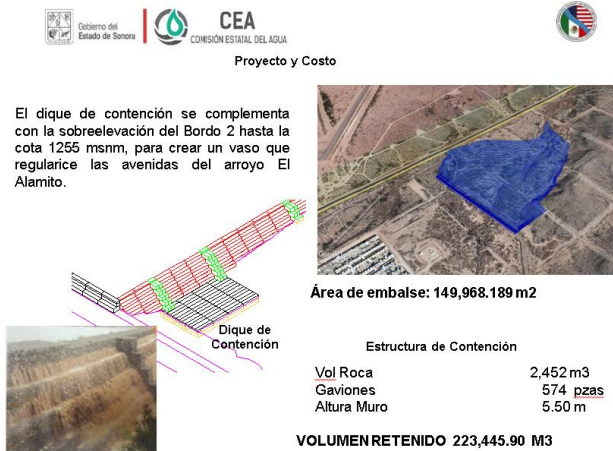 Gobierno del
Estado de Sonora
CEA
COMISIÓN ESTATAL DEL AGUA
Proyecto y Costo
El dique de contención se complementa
con la sobreelevación del Bordo 2 hasta la
cota 1255 msnm, para crear un vaso que
regularice las avenidas del arroyo El
Alamito.
Área de embalse: 149,968.189 m2
Dique de
Contención
Estructura de Contención
Vol Roca 2,452 m3
Gaviones 574 pzas
Altura Muro 5.50 m
VOLUMEN RETENIDO 223,445.90 M3